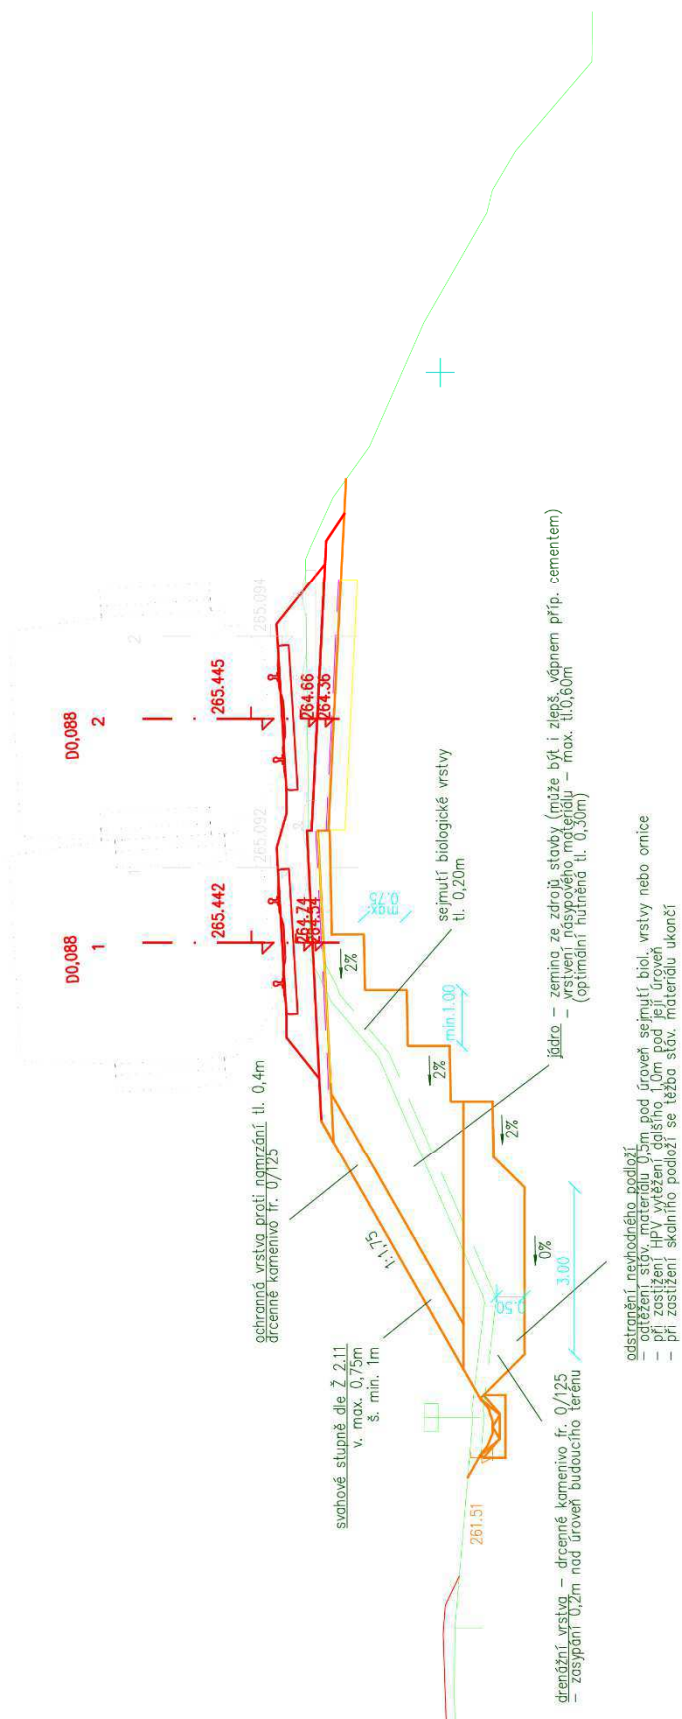 D0,088
1
265.442
264.74
264.54
265.092
1
D0,088
2
265.445
264.66
264.36
265.094
2
ochranná vrstva proti namrzání tl. 0,4m
drcenné kamenivo fr. 0/125
svahové stupně dle Ž 2.11
v. max. 0,75m
š. min. 1m
1:1,75
2%
max.
0.75
min.1.00
2%
2%
0%
3.00
0.50
261.51
sejmutí biologické vrstvy
tl. 0,20m
jádro – zemina ze zdrojů stavby (může být i zlepš. vápnem příp. cementem)
– vrstvení násypového materiálu – max. tl.0,60m
(optimální hutněná tl. 0,30m)
odstranění nevhodného podloží
– odtěžení stáv. materiálu 0,5m pod úroveň sejmutí biol. vrstvy nebo ornice
– při zastižení HPV vytěžení dalšího 1,0m pod její úroveň
– při zastižení skalního podloží se těžba stáv. materiálu ukončí
drenážní vrstva – drcenné kamenivo fr. 0/125
– zasypání 0,2m nad úroveň budoucího terénu